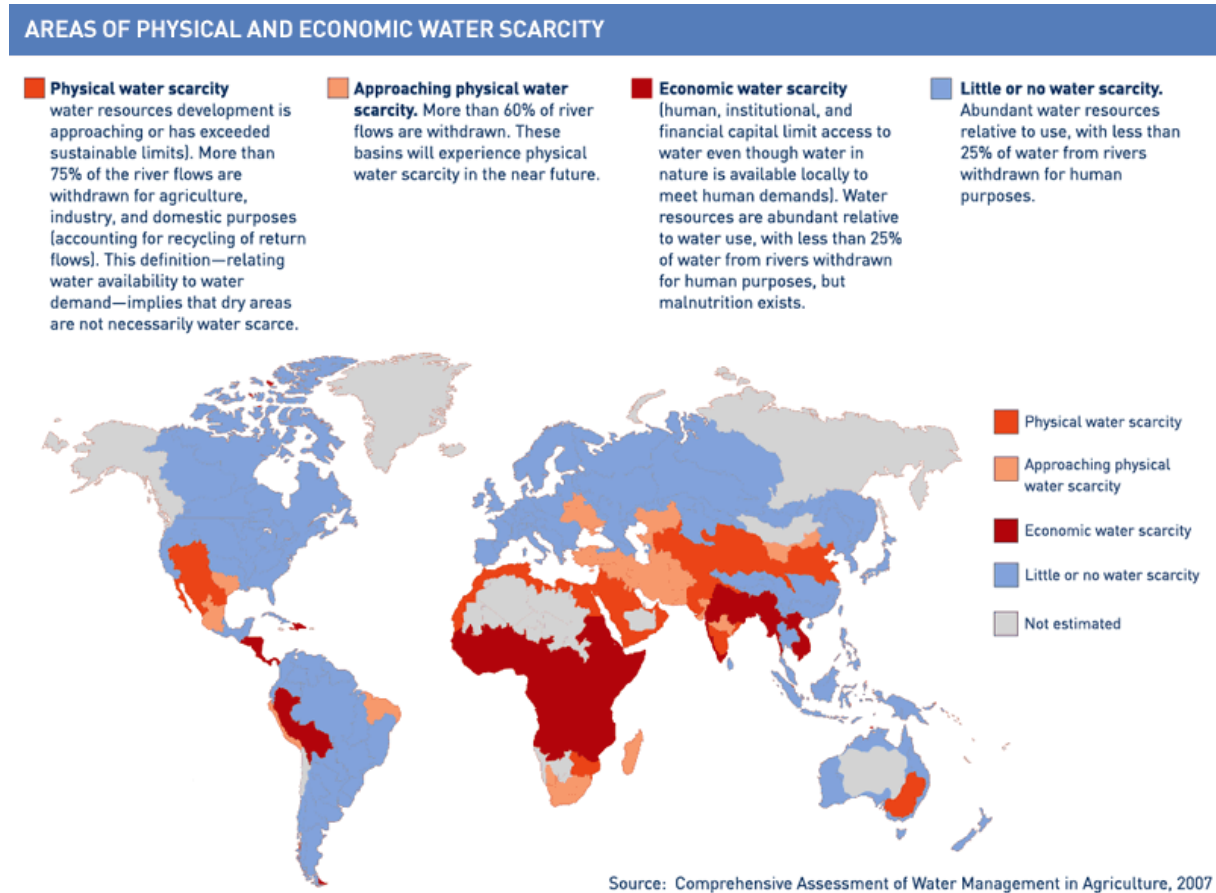 AREAS OF PHYSICAL AND ECONOMIC WATER SCARCITY
Physical water scarcity
water resources development is
approaching or has exceeded
sustainable limits). More than
75% of the river flows are
withdrawn for agriculture,
industry, and domestic purposes
(accounting for recycling of return
flows). This definition—relating
water availability to water
demand—implies that dry areas
are not necessarily water scarce.
Approaching physical water
scarcity. More than 60% of river
flows are withdrawn. These
basins will experience physical
water scarcity in the near future.
Economic water scarcity
(human, institutional, and
financial capital limit access to
water even though water in
nature is available locally to
meet human demands). Water
resources are abundant relative
to water use, with less than 25%
of water from rivers withdrawn
for human purposes, but
malnutrition exists.
Little or no water scarcity.
Abundant water resources
relative to use, with less than
25% of water from rivers
withdrawn for human
purposes.
Physical water scarcity
Approaching physical
water scarcity
Economic water scarcity
Little or no water scarcity
Not estimated
Source: Comprehensive Assessment of Water Management in Agriculture, 2007